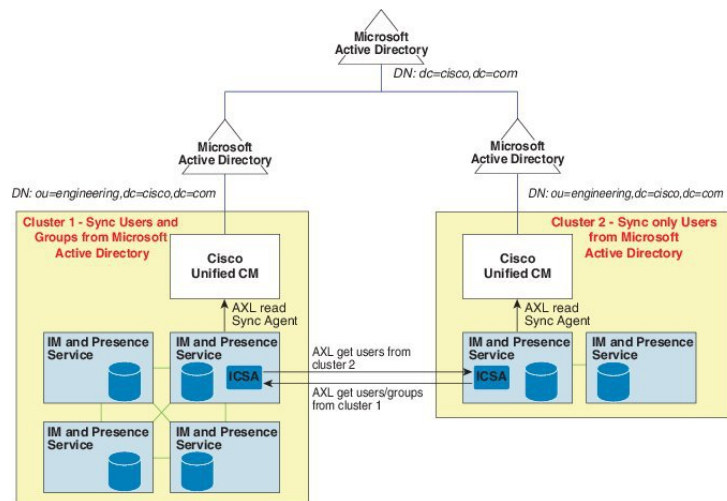 Microsoft
Active Directory
DN: dc=cisco,dc=com
Microsoft
Active Directory
Microsoft
Active Directory
DN: ou=engineering,dc=cisco,dc=com
DN: ou=engineering,dc=cisco,dc=com
Cluster 1 - Sync Users and
Groups from Microsoft
Active Directory
Cisco
Unified CM
AXL read
Sync Agent
IM and Presence
Service
IM and Presence
Service
ICSA
IM and Presence
Service
IM and Presence
Service
AXL get users from
cluster 2
AXL get users/groups
from cluster 1
Cluster 2 - Sync only Users
from Microsoft
Active Directory
Cisco
Unified CM
AXL read
Sync Agent
IM and Presence
Service
ICSA
IM and Presence
Service